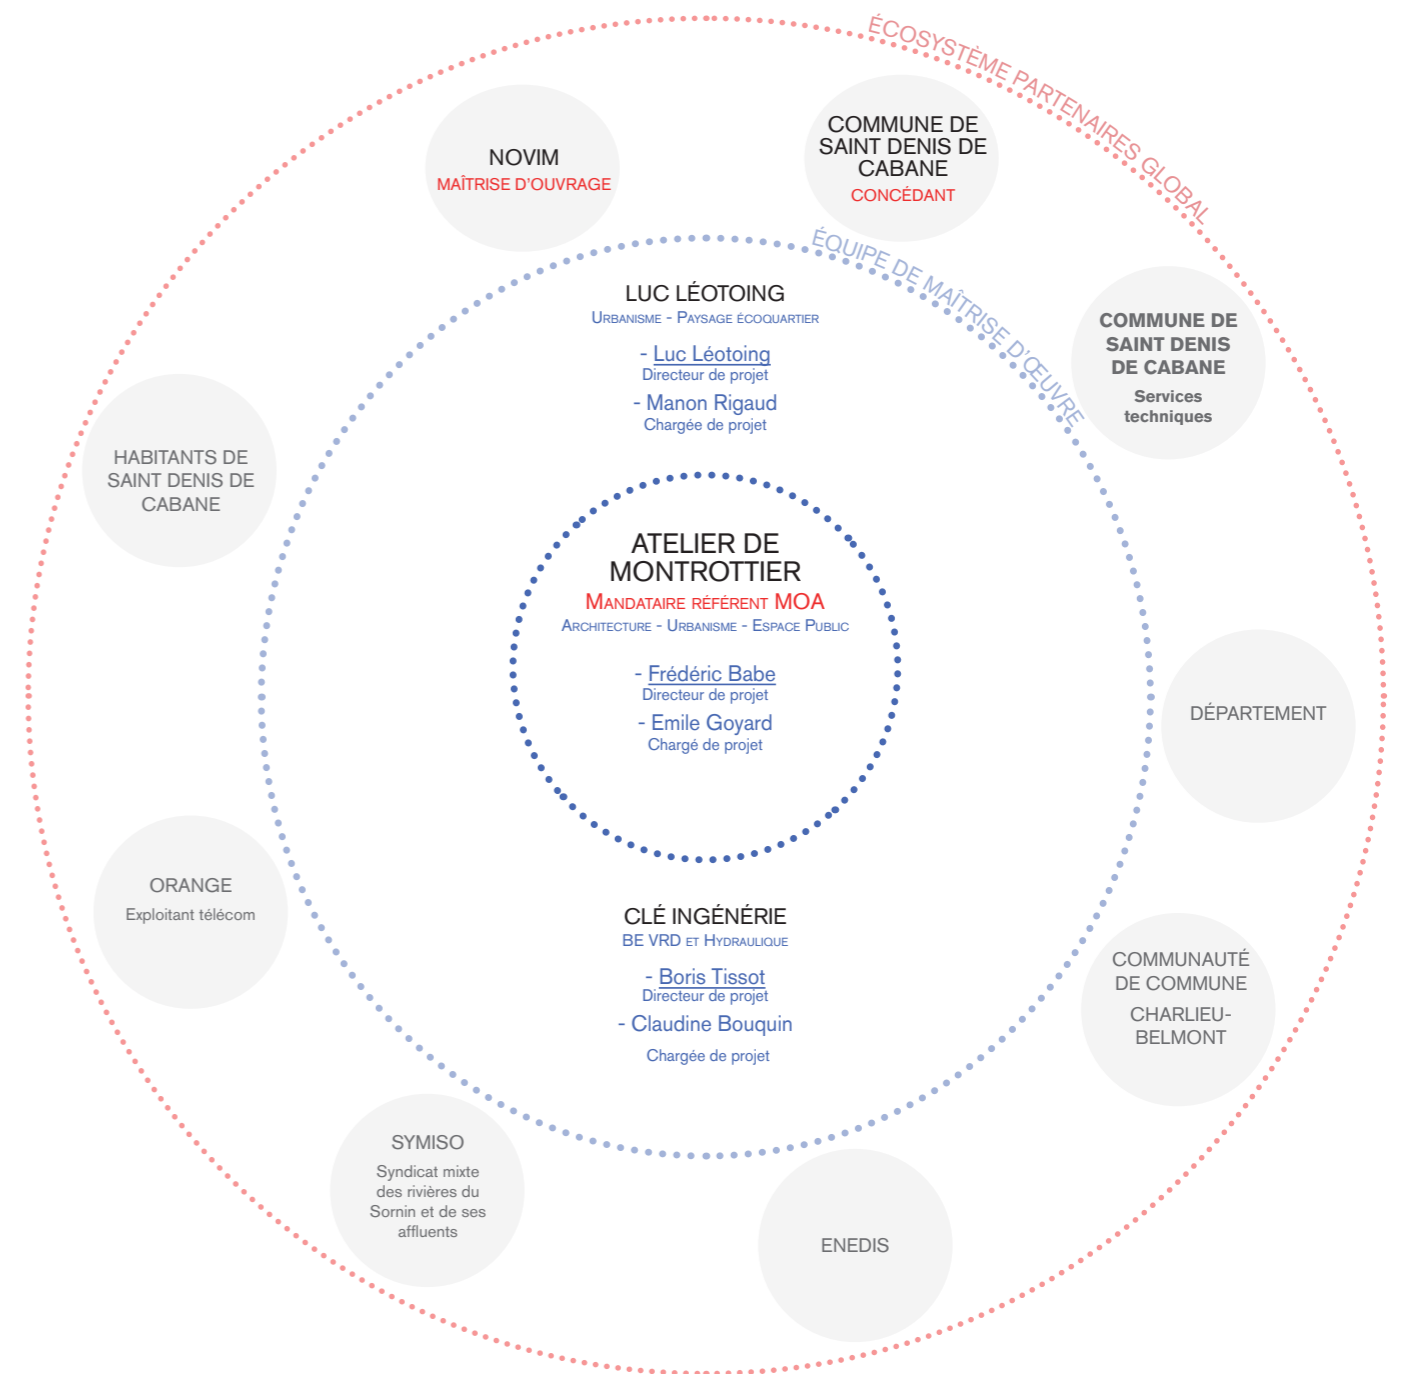 ÉCOSYSTÈME PARTENAIRES GLOBAL
NOVIM
MAÎTRISE D'OUVRAGE
COMMUNE DE
SAINT DENIS DE
CABANE
CONCÉDANT
ÉQUIPE DE MAÎTRISE D'ŒUVRE
COMMUNE DE
SAINT DENIS
DE CABANE
Services
techniques
LUC LÉOTOING
URBANISME - PAYSAGE ÉCOQUARTIER
- Luc Léotoing
Directeur de projet
- Manon Rigaud
Chargée de projet
HABITANTS DE
SAINT DENIS DE
CABANE
ATELIER DE
MONTROTTIER
MANDATAIRE RÉFÉRENT MOA
ARCHITECTURE - URBANISME - ESPACE PUBLIC
- Frédéric Babe
Directeur de projet
- Emile Goyard
Chargé de projet
DÉPARTEMENT
ORANGE
Exploitant télécom
CLÉ INGÉNÉRIE
BE VRD ET HYDRAULIQUE
- Boris Tissot
Directeur de projet
- Claudine Bouquin
Chargée de projet
COMMUNAUTÉ
DE COMMUNE
CHARLIEU-
BELMONT
SYMISO
Syndicat mixte
des rivières du
Sornin et de ses
affluents
ENEDIS